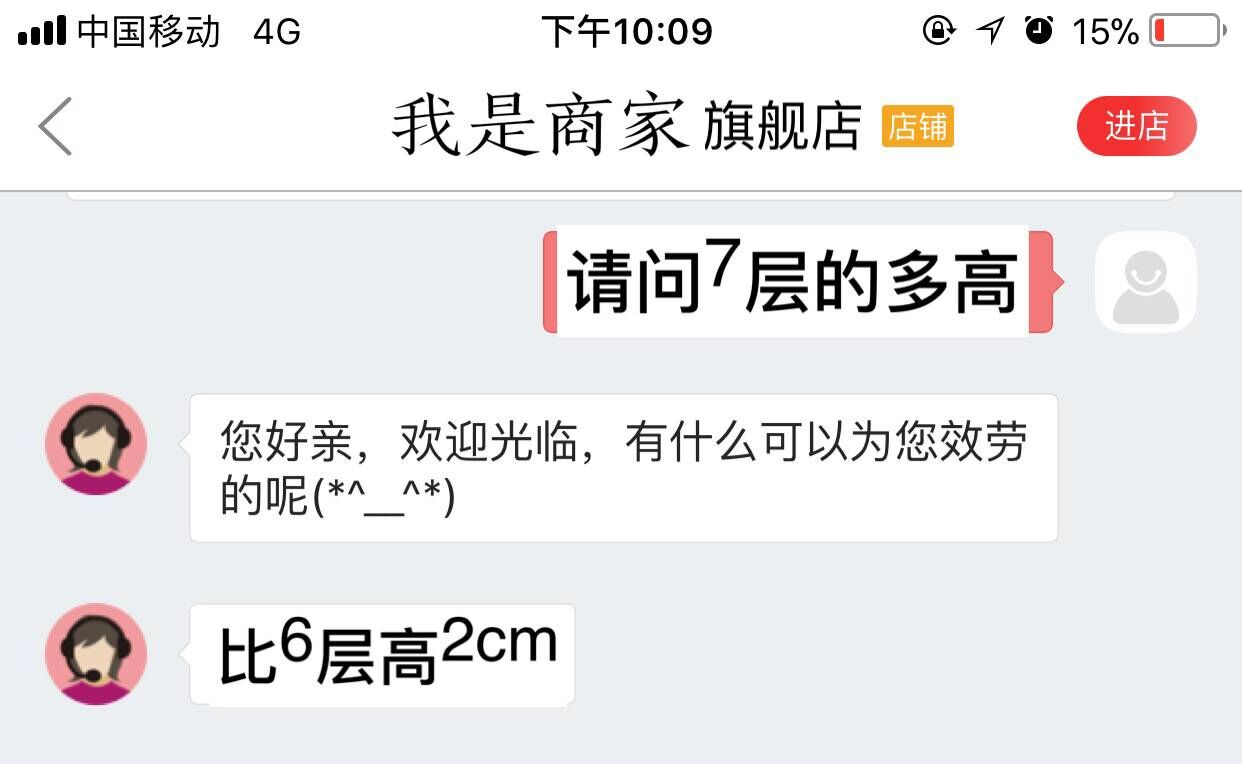 中国移动 4G 下午10:09 15%
我是商家旗舰店 店铺 进店
请问7层的多高
您好亲，欢迎光临，有什么可以为您效劳
的呢(*^__^*)
比6层高2cm